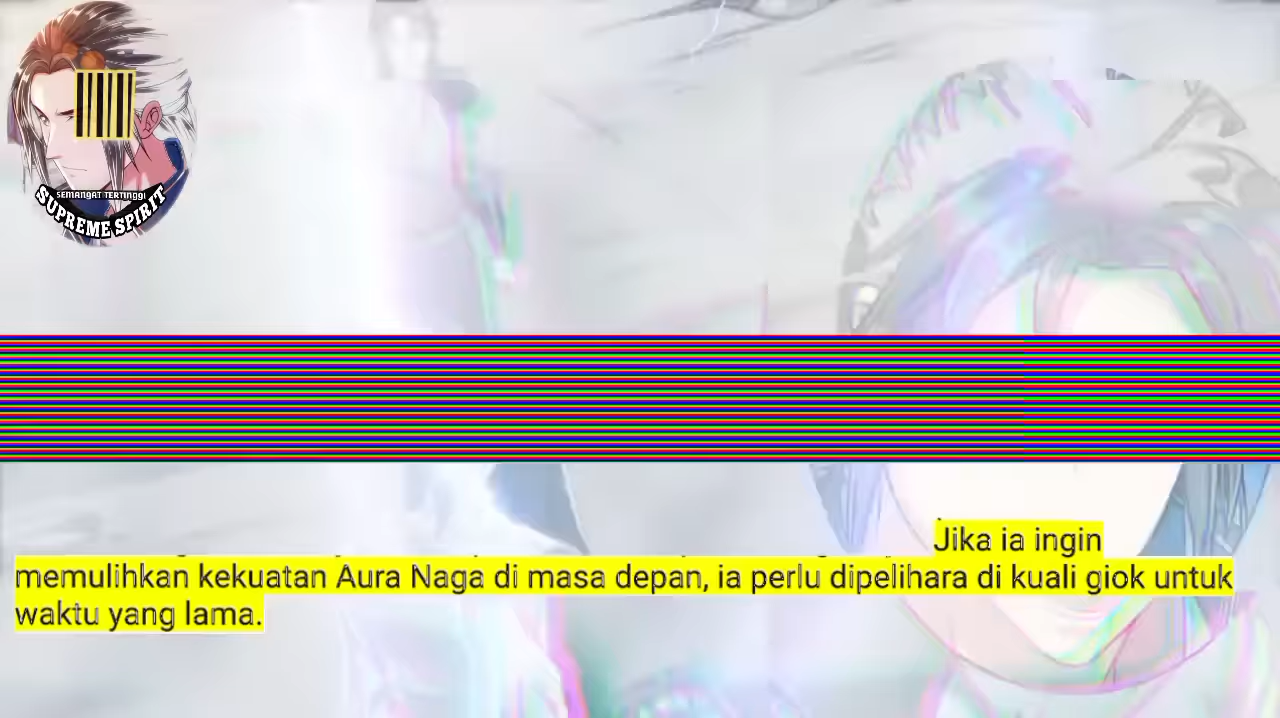 SEMANGAT TERTINGGI
SUPREME SPIRIT
Jika ia ingin
memulihkan kekuatan Aura Naga di masa depan, ia perlu dipelihara di kuali giok untuk
waktu yang lama.